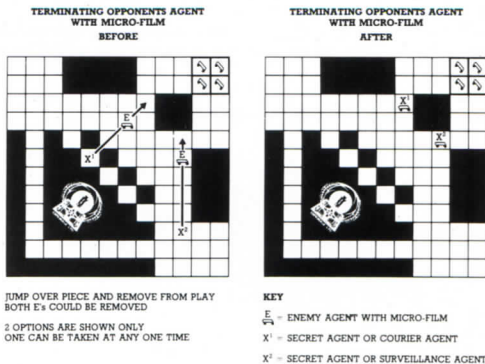 TERMINATING OPPONENTS AGENT
WITH MICRO-FILM
BEFORE
E
X¹
E
X²
JUMP OVER PIECE AND REMOVE FROM PLAY
BOTH E's COULD BE REMOVED
2 OPTIONS ARE SHOWN ONLY
ONE CAN BE TAKEN AT ANY ONE TIME
TERMINATING OPPONENTS AGENT
WITH MICRO-FILM
AFTER
X¹
X²
KEY
E = ENEMY AGENT WITH MICRO-FILM
X¹ = SECRET AGENT OR COURIER AGENT
X² = SECRET AGENT OR SURVEILLANCE AGENT